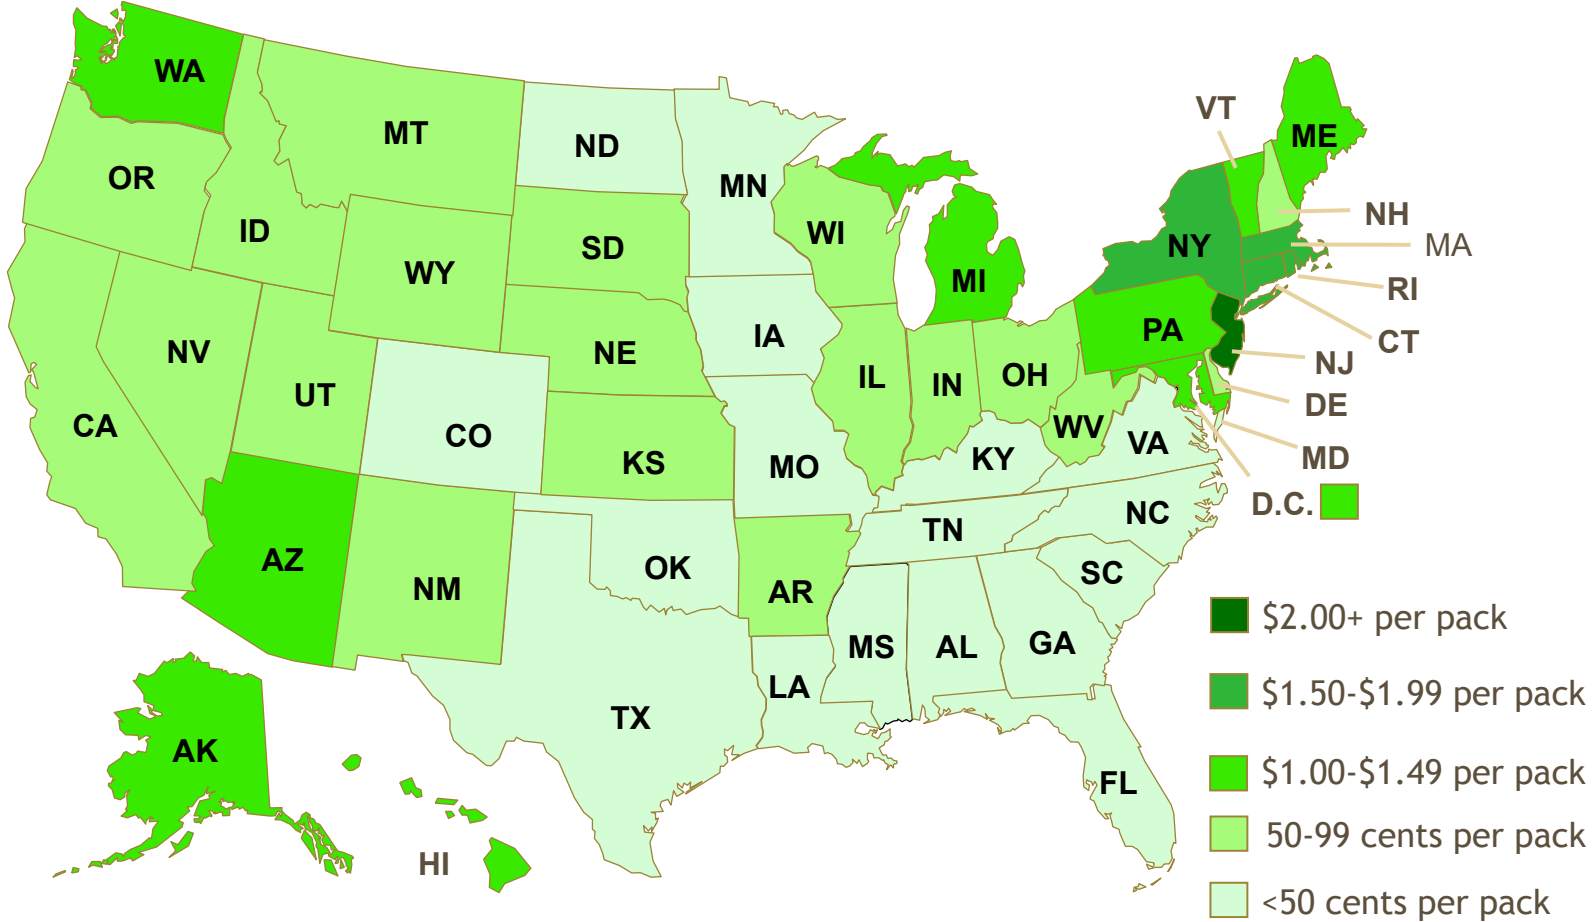 WA
MT
ND
MN
OR
ID
WY
SD
WI
MI
VT
ME
NH
MA
NY
RI
CT
PA
NJ
DE
MD
D.C.
NV
UT
CA
CO
NE
IA
IL
IN
OH
WV
VA
KS
MO
KY
NC
TN
SC
AZ
NM
OK
AR
MS
AL
GA
LA
TX
FL
AK
HI
$2.00+ per pack
$1.50-$1.99 per pack
$1.00-$1.49 per pack
50-99 cents per pack
<50 cents per pack